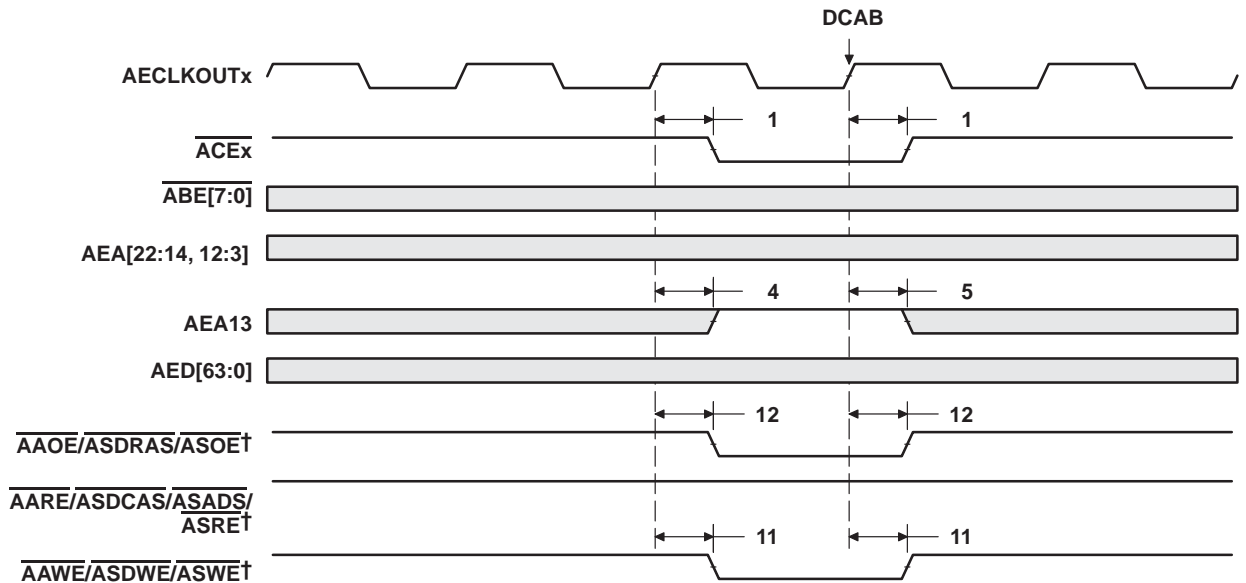 DCAB
AECLKOUTx
1 1
ACEx
ABE[7:0]
AEA[22:14, 12:3]
4 5
AEA13
AED[63:0]
12 12
AAOE/ASDRAS/ASOE†
AARE/ASDCAS/ASADS/
ASRE†
11 11
AAWE/ASDWE/ASWE†